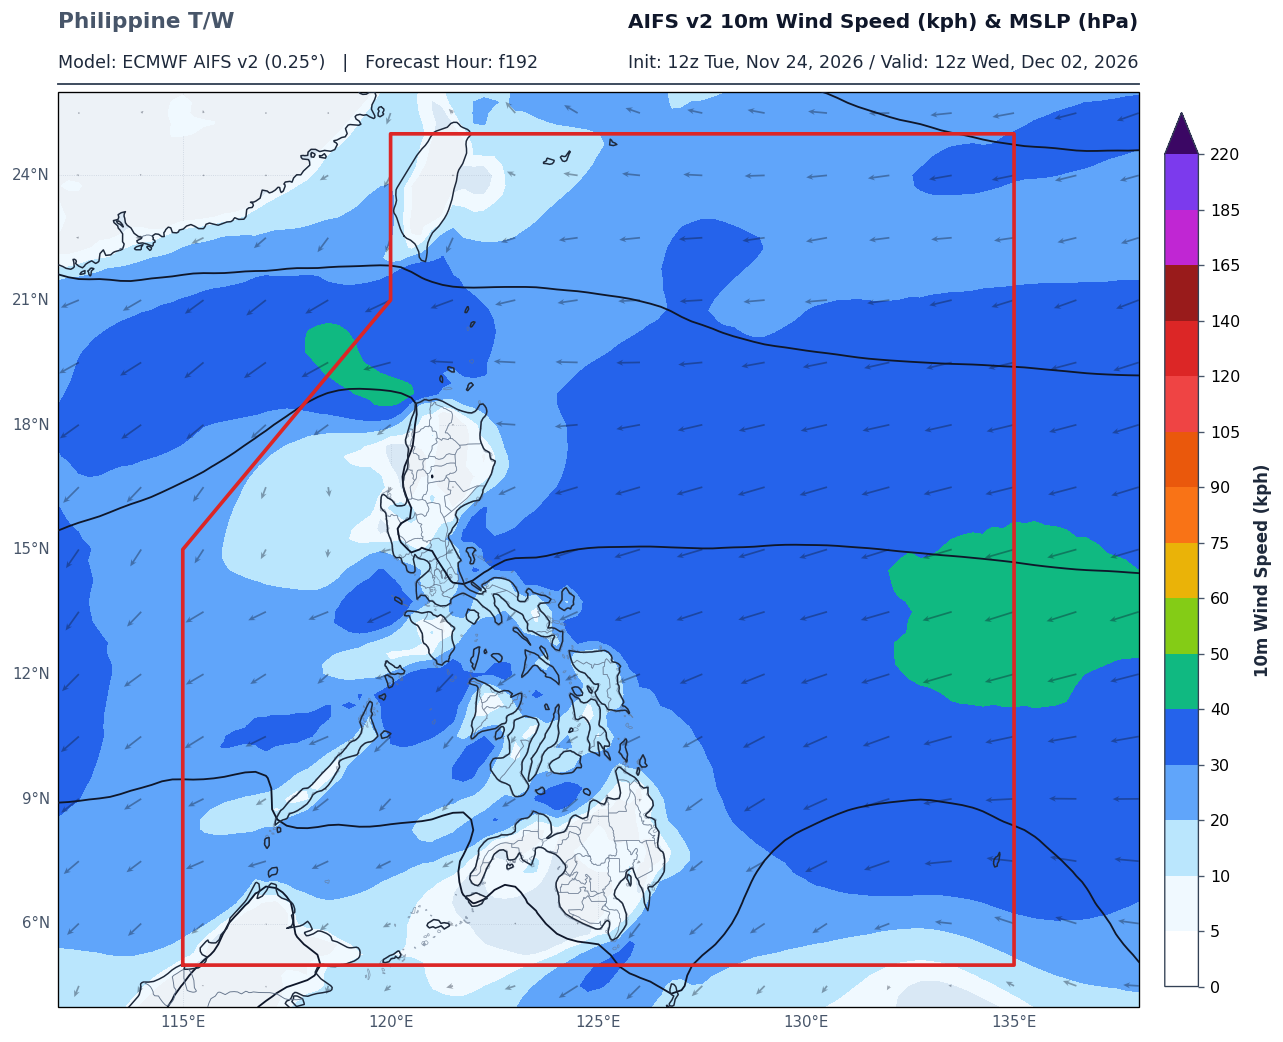 Philippine T/W
AIFS v2 10m Wind Speed (kph) & MSLP (hPa)
Model: ECMWF AIFS v2 (0.25°) | Forecast Hour: f192
Init: 12z Tue, Nov 24, 2026 / Valid: 12z Wed, Dec 02, 2026
24°N
21°N
18°N
15°N
12°N
9°N
6°N
115°E
120°E
125°E
130°E
135°E
220
185
165
140
120
105
90
75
60
50
40
30
20
10
5
0
10m Wind Speed (kph)